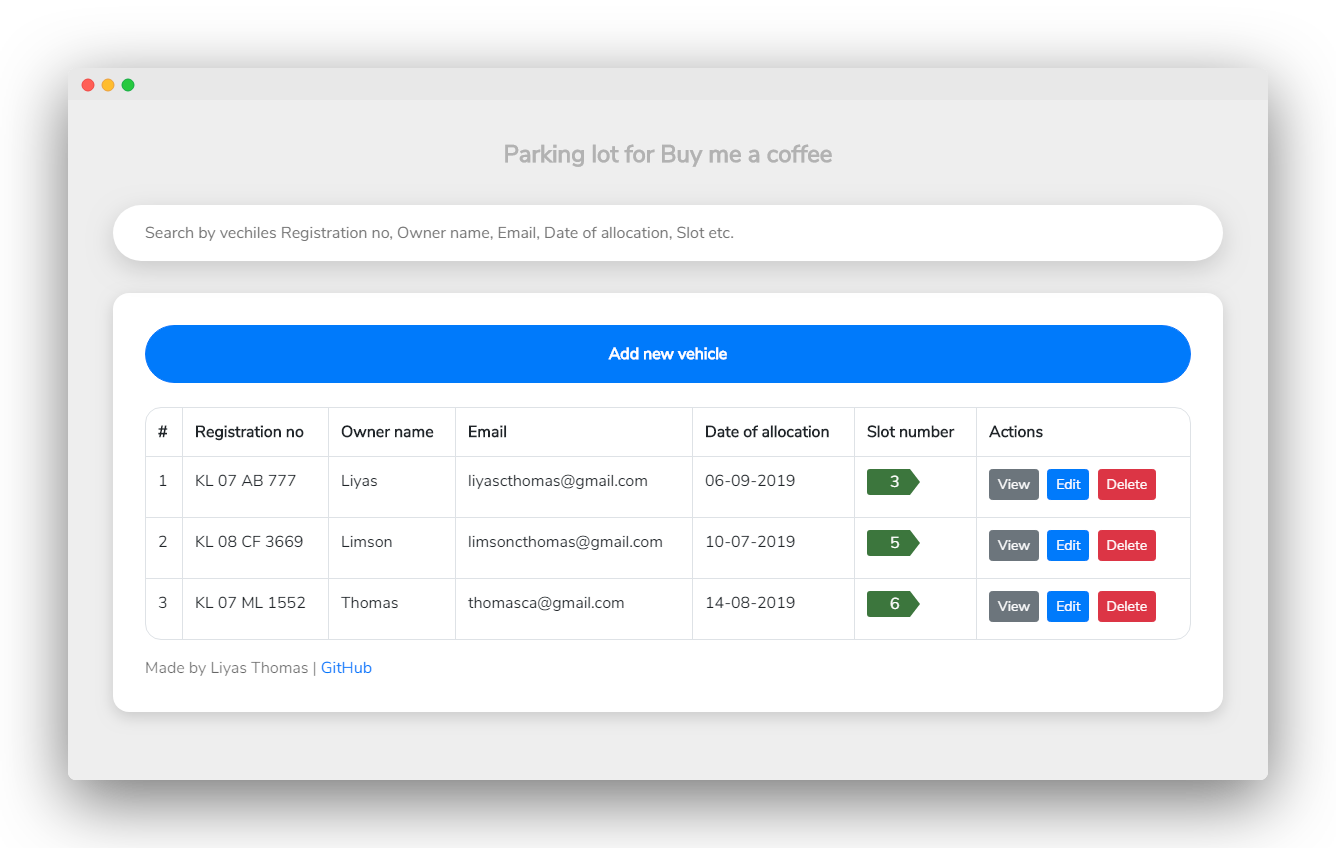 Parking lot for Buy me a coffee
Search by vechiles Registration no, Owner name, Email, Date of allocation, Slot etc.
Add new vehicle
# Registration no Owner name Email Date of allocation Slot number Actions
1 KL 07 AB 777 Liyas liyascthomas@gmail.com 06-09-2019 3 View Edit Delete
2 KL 08 CF 3669 Limson limsoncthomas@gmail.com 10-07-2019 5 View Edit Delete
3 KL 07 ML 1552 Thomas thomasca@gmail.com 14-08-2019 6 View Edit Delete
Made by Liyas Thomas | GitHub